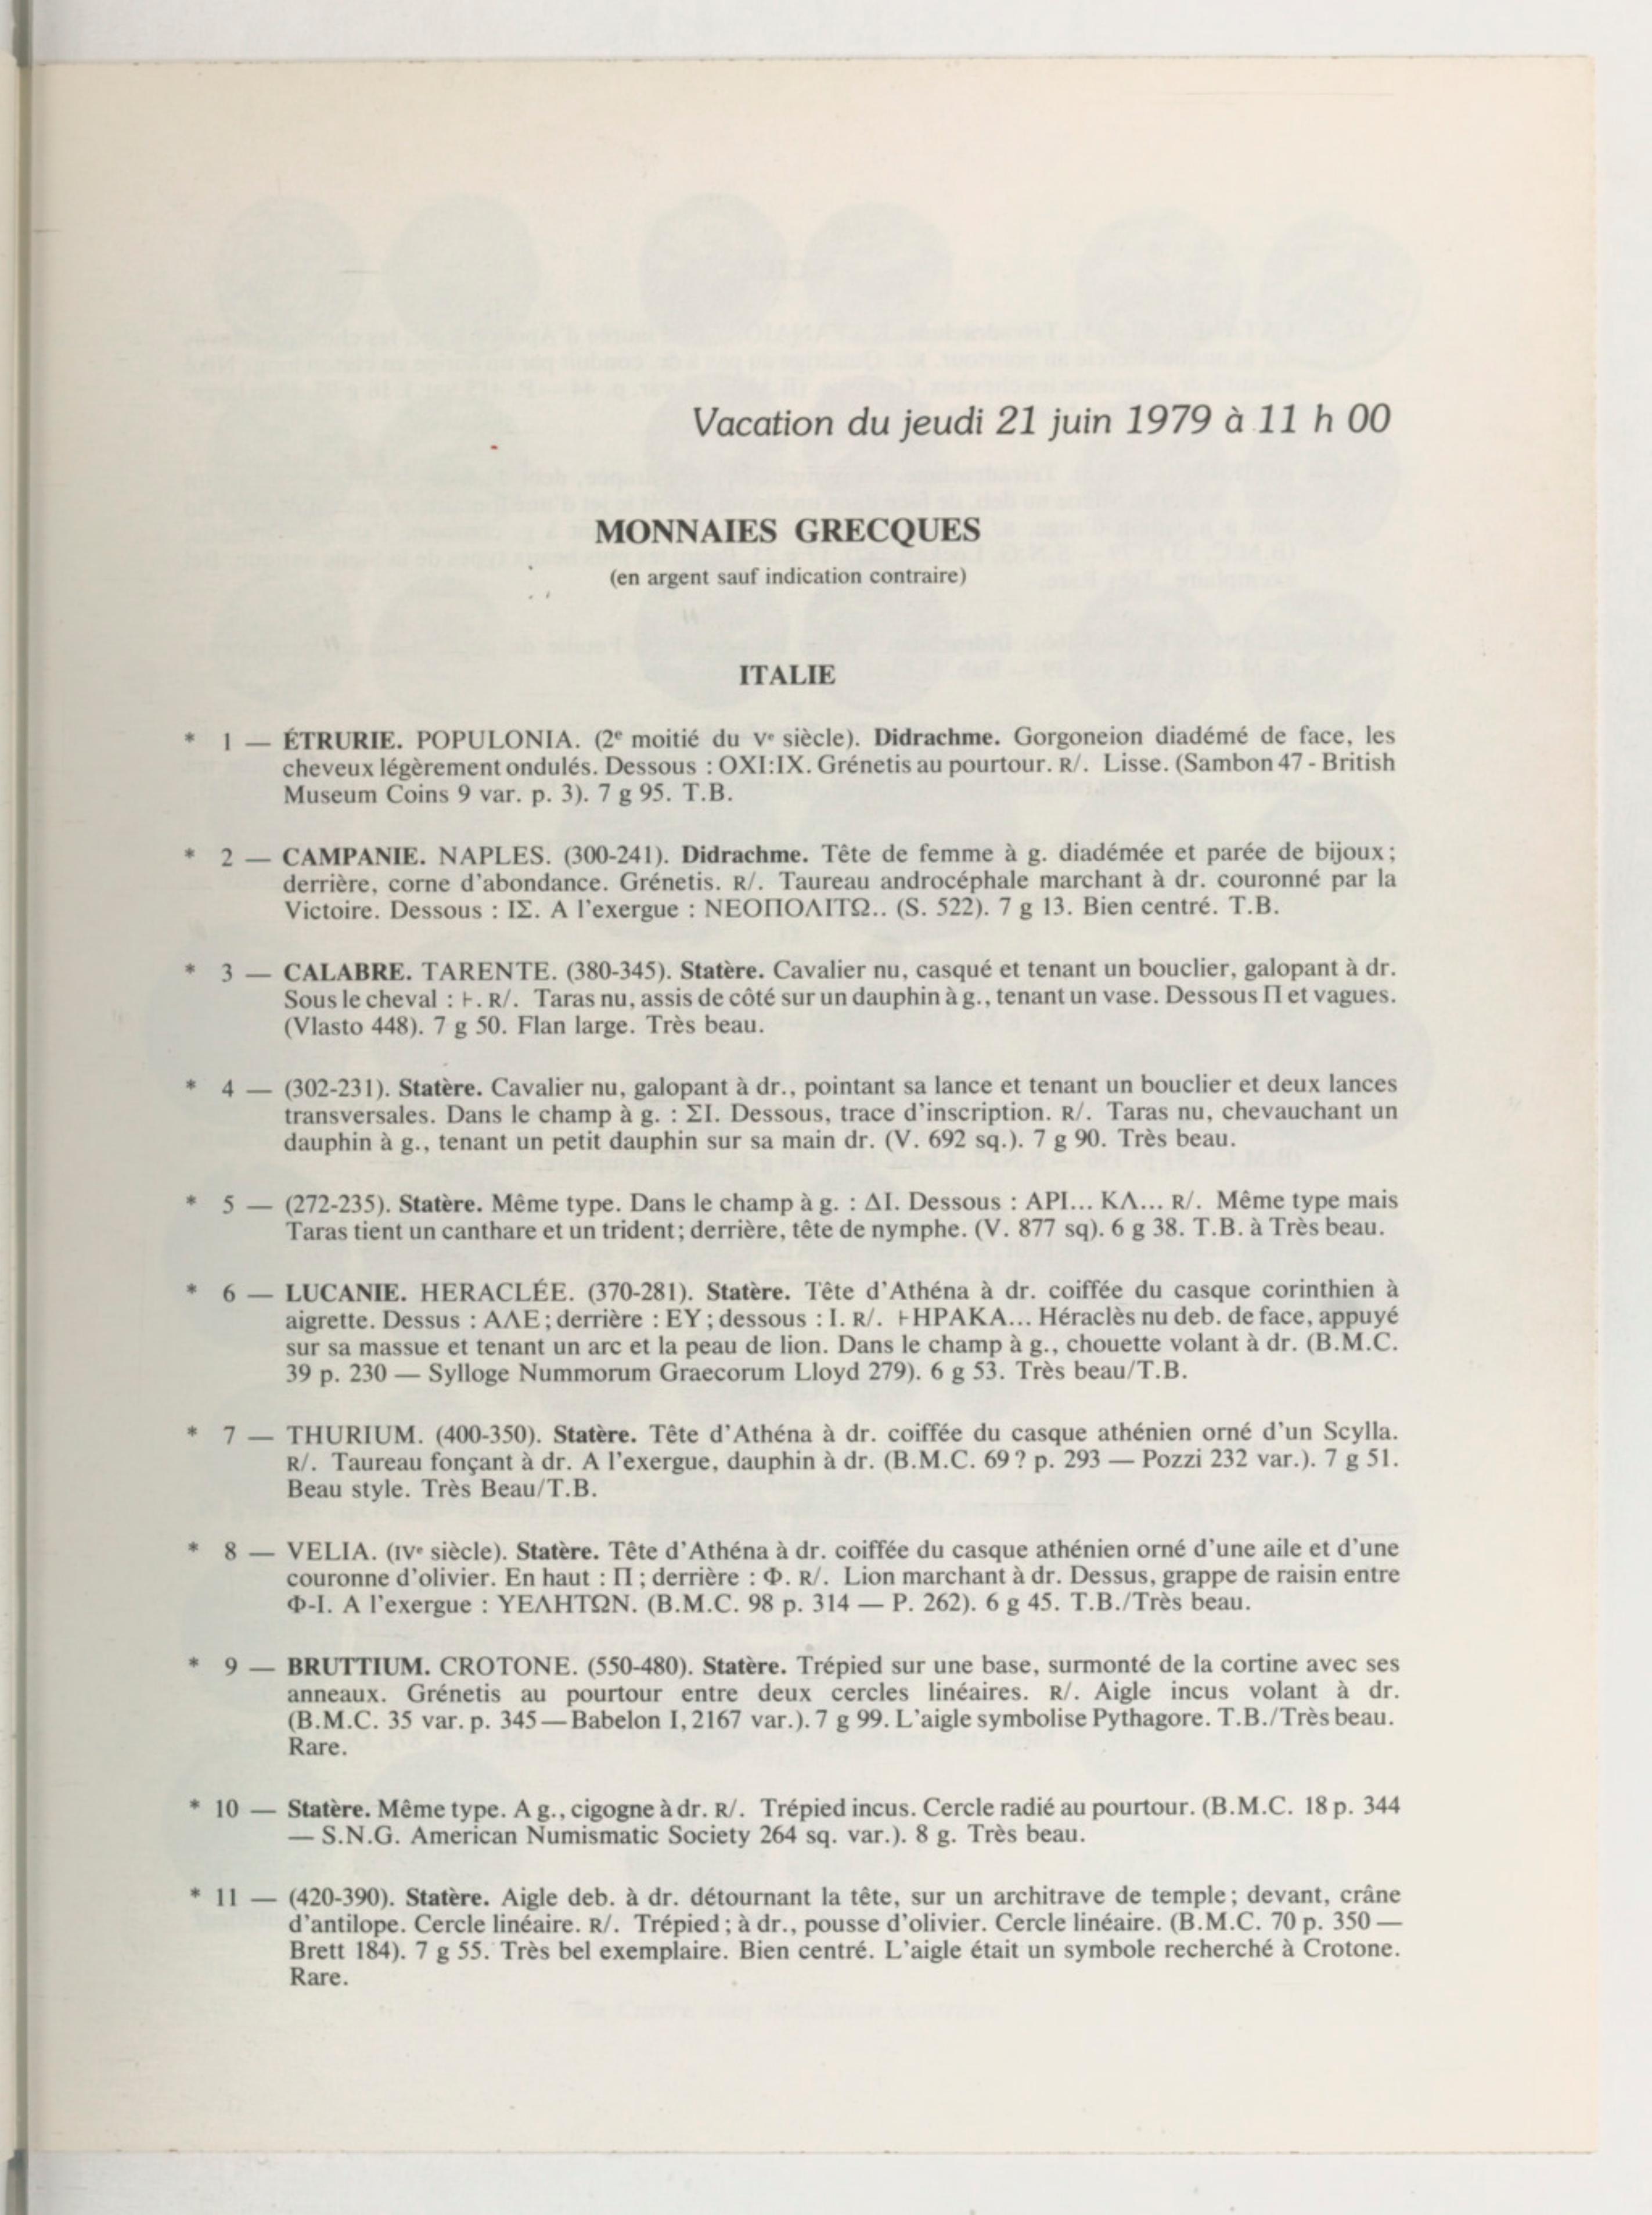 Vacation du jeudi 21 juin 1979 à 11 h 00
MONNAIES GRECQUES
(en argent sauf indication contraire)
ITALIE
* 1 — ÉTRURIE. POPULONIA. (2e moitié du Ve siècle). Didrachme. Gorgoneion diadémé de face, les
cheveux légèrement ondulés. Dessous : OXI:IX. Grénetis au pourtour. R/. Lisse. (Sambon 47 - British
Museum Coins 9 var. p. 3). 7 g 95. T.B.
* 2 — CAMPANIE. NAPLES. (300-241). Didrachme. Tête de femme à g. diadémée et parée de bijoux;
derrière, corne d'abondance. Grénetis. R/. Taureau androcéphale marchant à dr. couronné par la
Victoire. Dessous : ΙΣ. A l'exergue : ΝΕΟΠΟΛΙΤΩ.. (S. 522). 7 g 13. Bien centré. T.B.
* 3 — CALABRE. TARENTE. (380-345). Statère. Cavalier nu, casqué et tenant un bouclier, galopant à dr.
Sous le cheval : Ⱶ. R/. Taras nu, assis de côté sur un dauphin à g., tenant un vase. Dessous Π et vagues.
(Vlasto 448). 7 g 50. Flan large. Très beau.
* 4 — (302-231). Statère. Cavalier nu, galopant à dr., pointant sa lance et tenant un bouclier et deux lances
transversales. Dans le champ à g. : ΣΙ. Dessous, trace d'inscription. R/. Taras nu, chevauchant un
dauphin à g., tenant un petit dauphin sur sa main dr. (V. 692 sq.). 7 g 90. Très beau.
* 5 — (272-235). Statère. Même type. Dans le champ à g. : ΔΙ. Dessous : ΑΡΙ... ΚΛ... R/. Même type mais
Taras tient un canthare et un trident; derrière, tête de nymphe. (V. 877 sq). 6 g 38. T.B. à Très beau.
* 6 — LUCANIE. HERACLÉE. (370-281). Statère. Tête d'Athéna à dr. coiffée du casque corinthien à
aigrette. Dessus : ΑΛΕ; derrière : ΕΥ; dessous : Ι. R/. ⱵΗΡΑΚΑ... Héraclès nu deb. de face, appuyé
sur sa massue et tenant un arc et la peau de lion. Dans le champ à g., chouette volant à dr. (B.M.C.
39 p. 230 — Sylloge Nummorum Graecorum Lloyd 279). 6 g 53. Très beau/T.B.
* 7 — THURIUM. (400-350). Statère. Tête d'Athéna à dr. coiffée du casque athénien orné d'un Scylla.
R/. Taureau fonçant à dr. A l'exergue, dauphin à dr. (B.M.C. 69? p. 293 — Pozzi 232 var.). 7 g 51.
Beau style. Très Beau/T.B.
* 8 — VELIA. (IVe siècle). Statère. Tête d'Athéna à dr. coiffée du casque athénien orné d'une aile et d'une
couronne d'olivier. En haut : Π; derrière : Φ. R/. Lion marchant à dr. Dessus, grappe de raisin entre
Φ-Ι. A l'exergue : ΥΕΛΗΤΩΝ. (B.M.C. 98 p. 314 — P. 262). 6 g 45. T.B./Très beau.
* 9 — BRUTTIUM. CROTONE. (550-480). Statère. Trépied sur une base, surmonté de la cortine avec ses
anneaux. Grénetis au pourtour entre deux cercles linéaires. R/. Aigle incus volant à dr.
(B.M.C. 35 var. p. 345 — Babelon I, 2167 var.). 7 g 99. L'aigle symbolise Pythagore. T.B./Très beau.
Rare.
* 10 — Statère. Même type. A g., cigogne à dr. R/. Trépied incus. Cercle radié au pourtour. (B.M.C. 18 p. 344
— S.N.G. American Numismatic Society 264 sq. var.). 8 g. Très beau.
* 11 — (420-390). Statère. Aigle deb. à dr. détournant la tête, sur un architrave de temple; devant, crâne
d'antilope. Cercle linéaire. R/. Trépied; à dr., pousse d'olivier. Cercle linéaire. (B.M.C. 70 p. 350 —
Brett 184). 7 g 55. Très bel exemplaire. Bien centré. L'aigle était un symbole recherché à Crotone.
Rare.